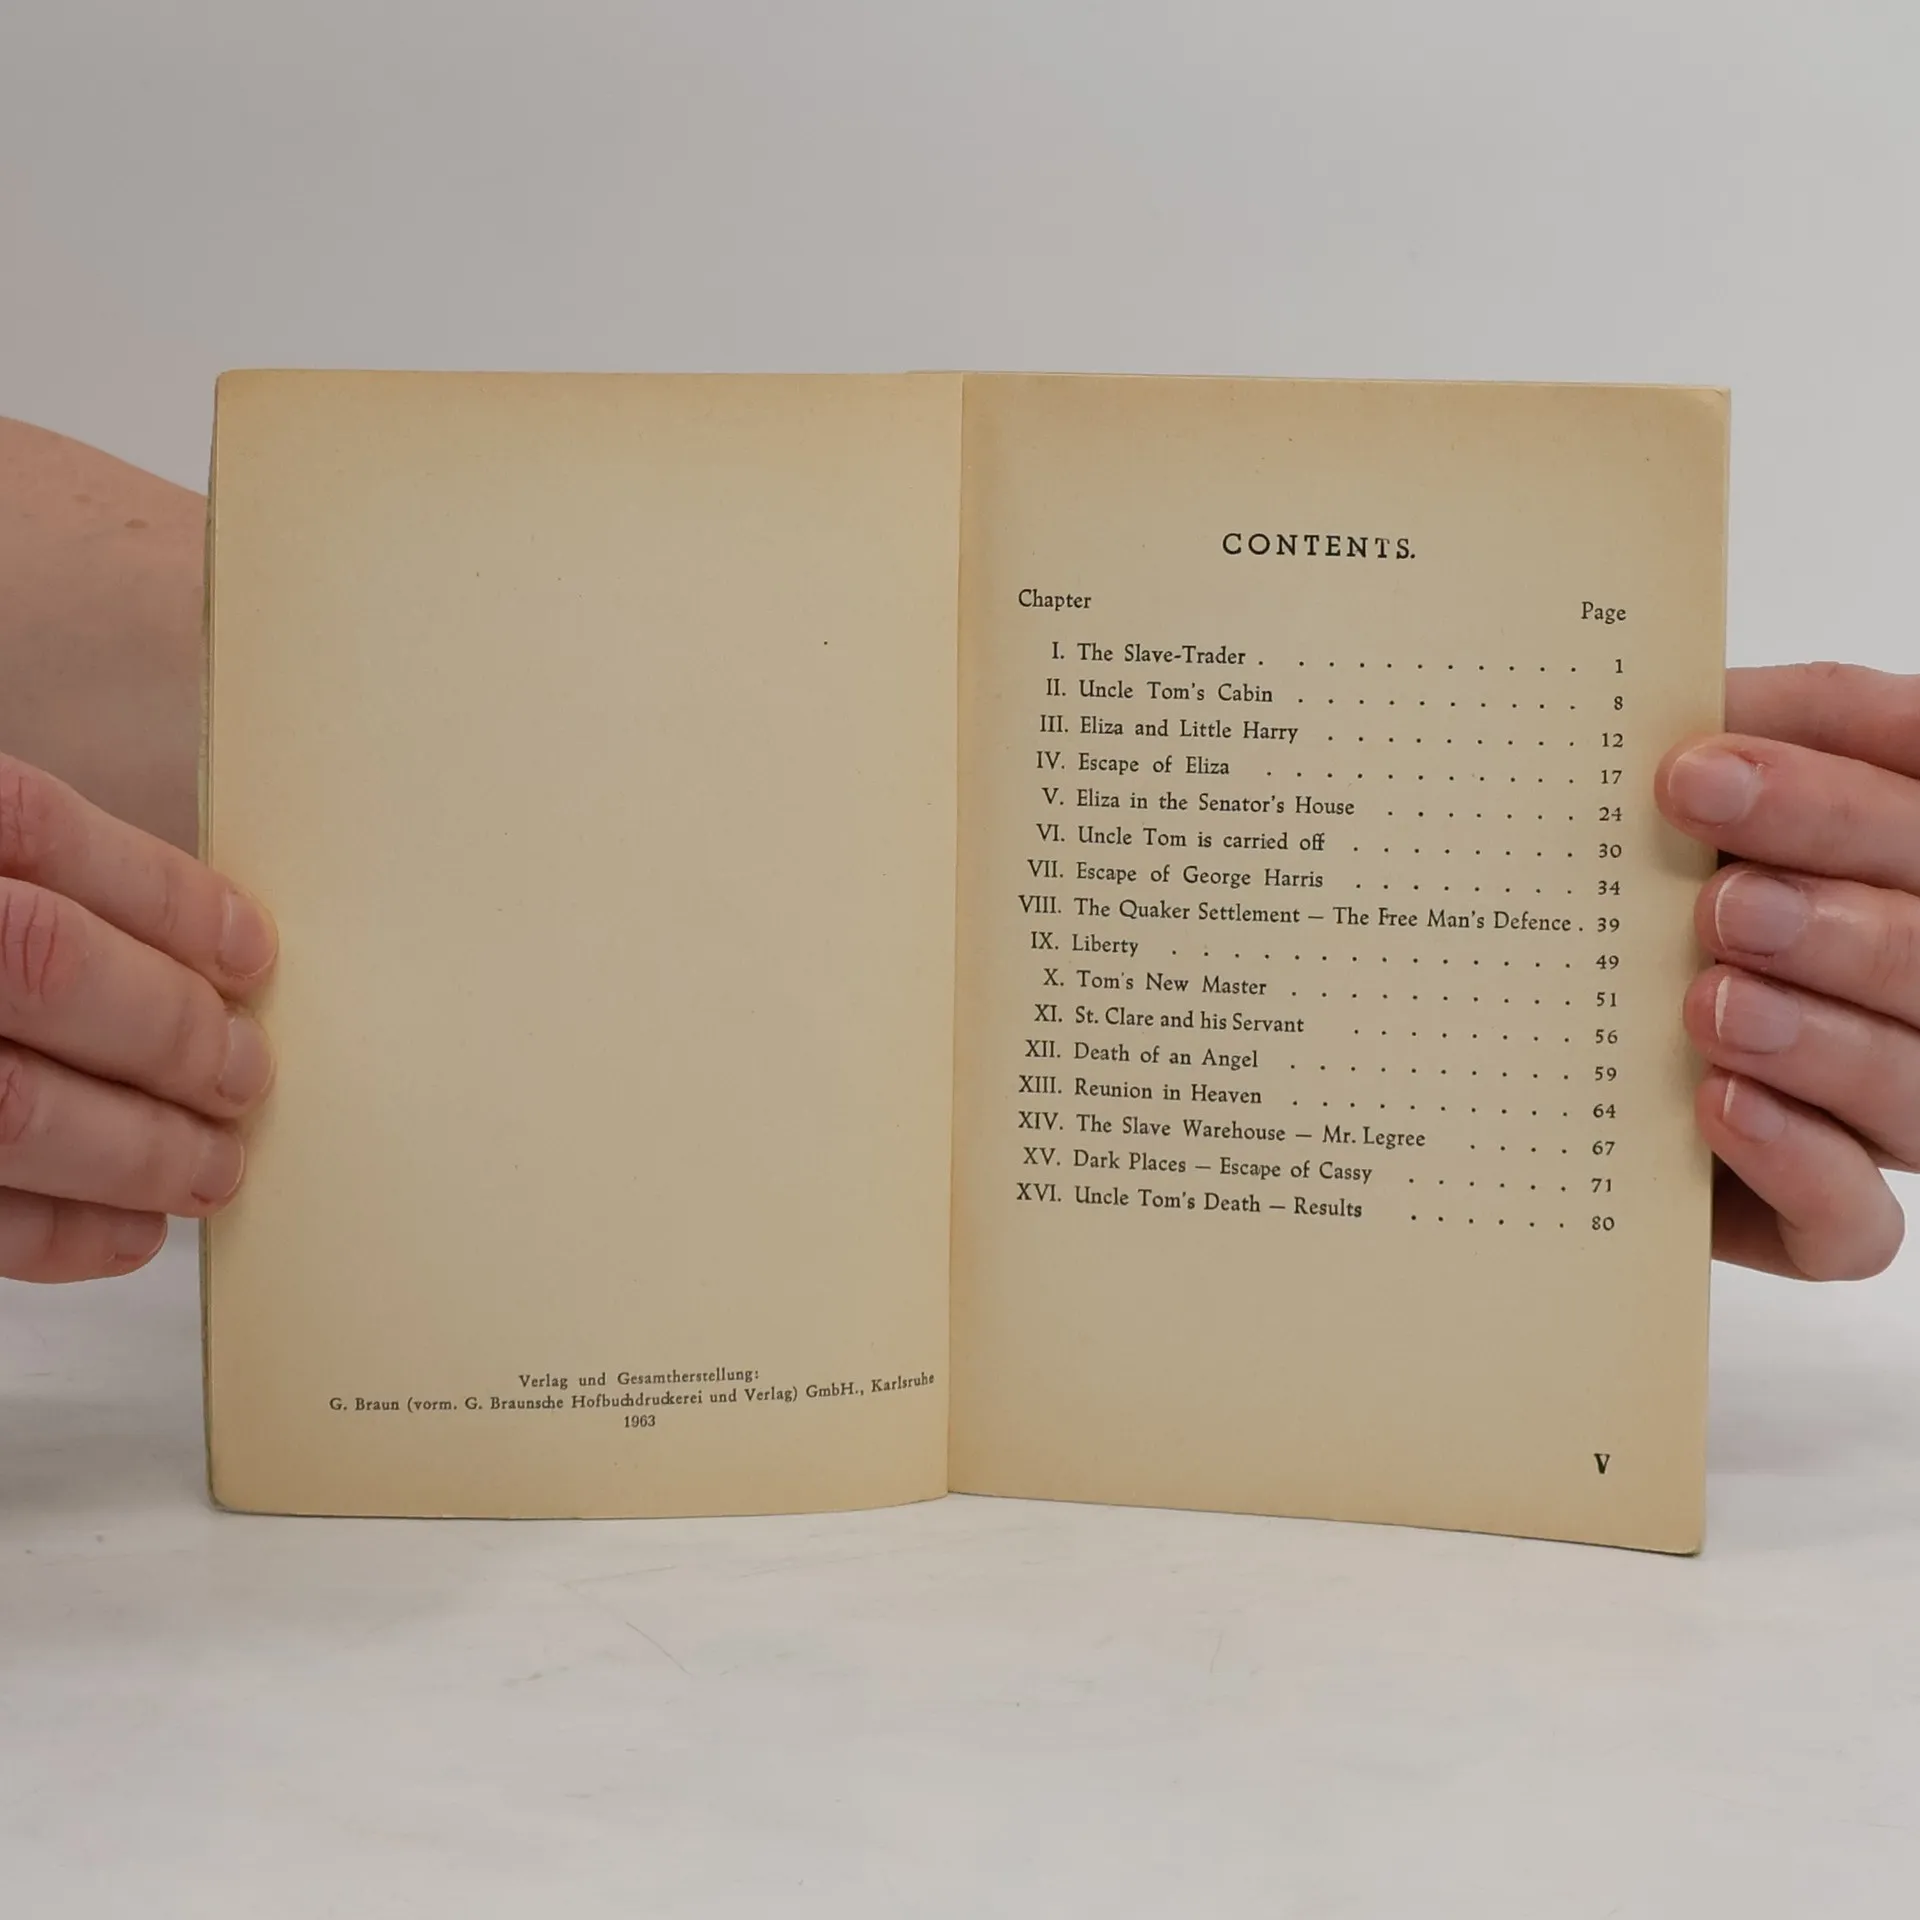 Verlag und Gesamtherstellung:
G. Braun (vorm. G. Braunsche Hofbuchdruckerei und Verlag) GmbH., Karlsruhe
1963
CONTENTS.
Chapter Page
I. The Slave-Trader . . . . . . . . . . . 1
II. Uncle Tom's Cabin . . . . . . . . . . 8
III. Eliza and Little Harry . . . . . . . . . 12
IV. Escape of Eliza . . . . . . . . . . . 17
V. Eliza in the Senator's House . . . . . . . 24
VI. Uncle Tom is carried off . . . . . . . . 30
VII. Escape of George Harris . . . . . . . . 34
VIII. The Quaker Settlement — The Free Man's Defence . 39
IX. Liberty . . . . . . . . . . . . . . 49
X. Tom's New Master . . . . . . . . . . 51
XI. St. Clare and his Servant . . . . . . . . 56
XII. Death of an Angel . . . . . . . . . . 59
XIII. Reunion in Heaven . . . . . . . . . . 64
XIV. The Slave Warehouse — Mr. Legree . . . . 67
XV. Dark Places — Escape of Cassy . . . . . . 71
XVI. Uncle Tom's Death — Results . . . . . . 80
V